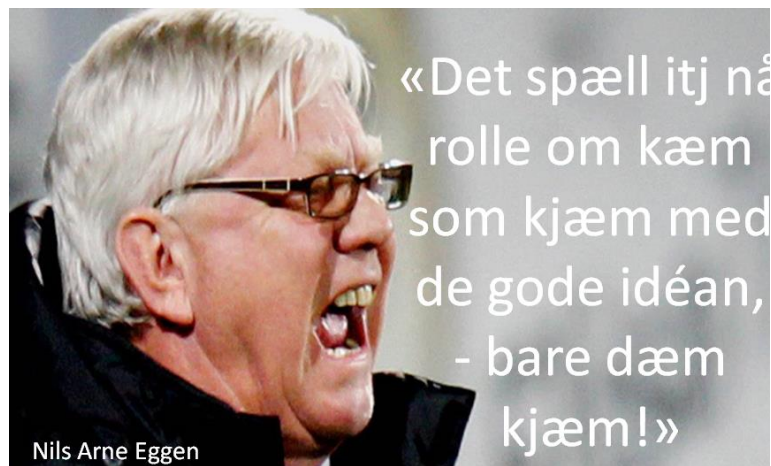 «Det spæll itj nå
rolle om kæm
som kjæm med
de gode idéan,
- bare dæm
kjæm!»
Nils Arne Eggen